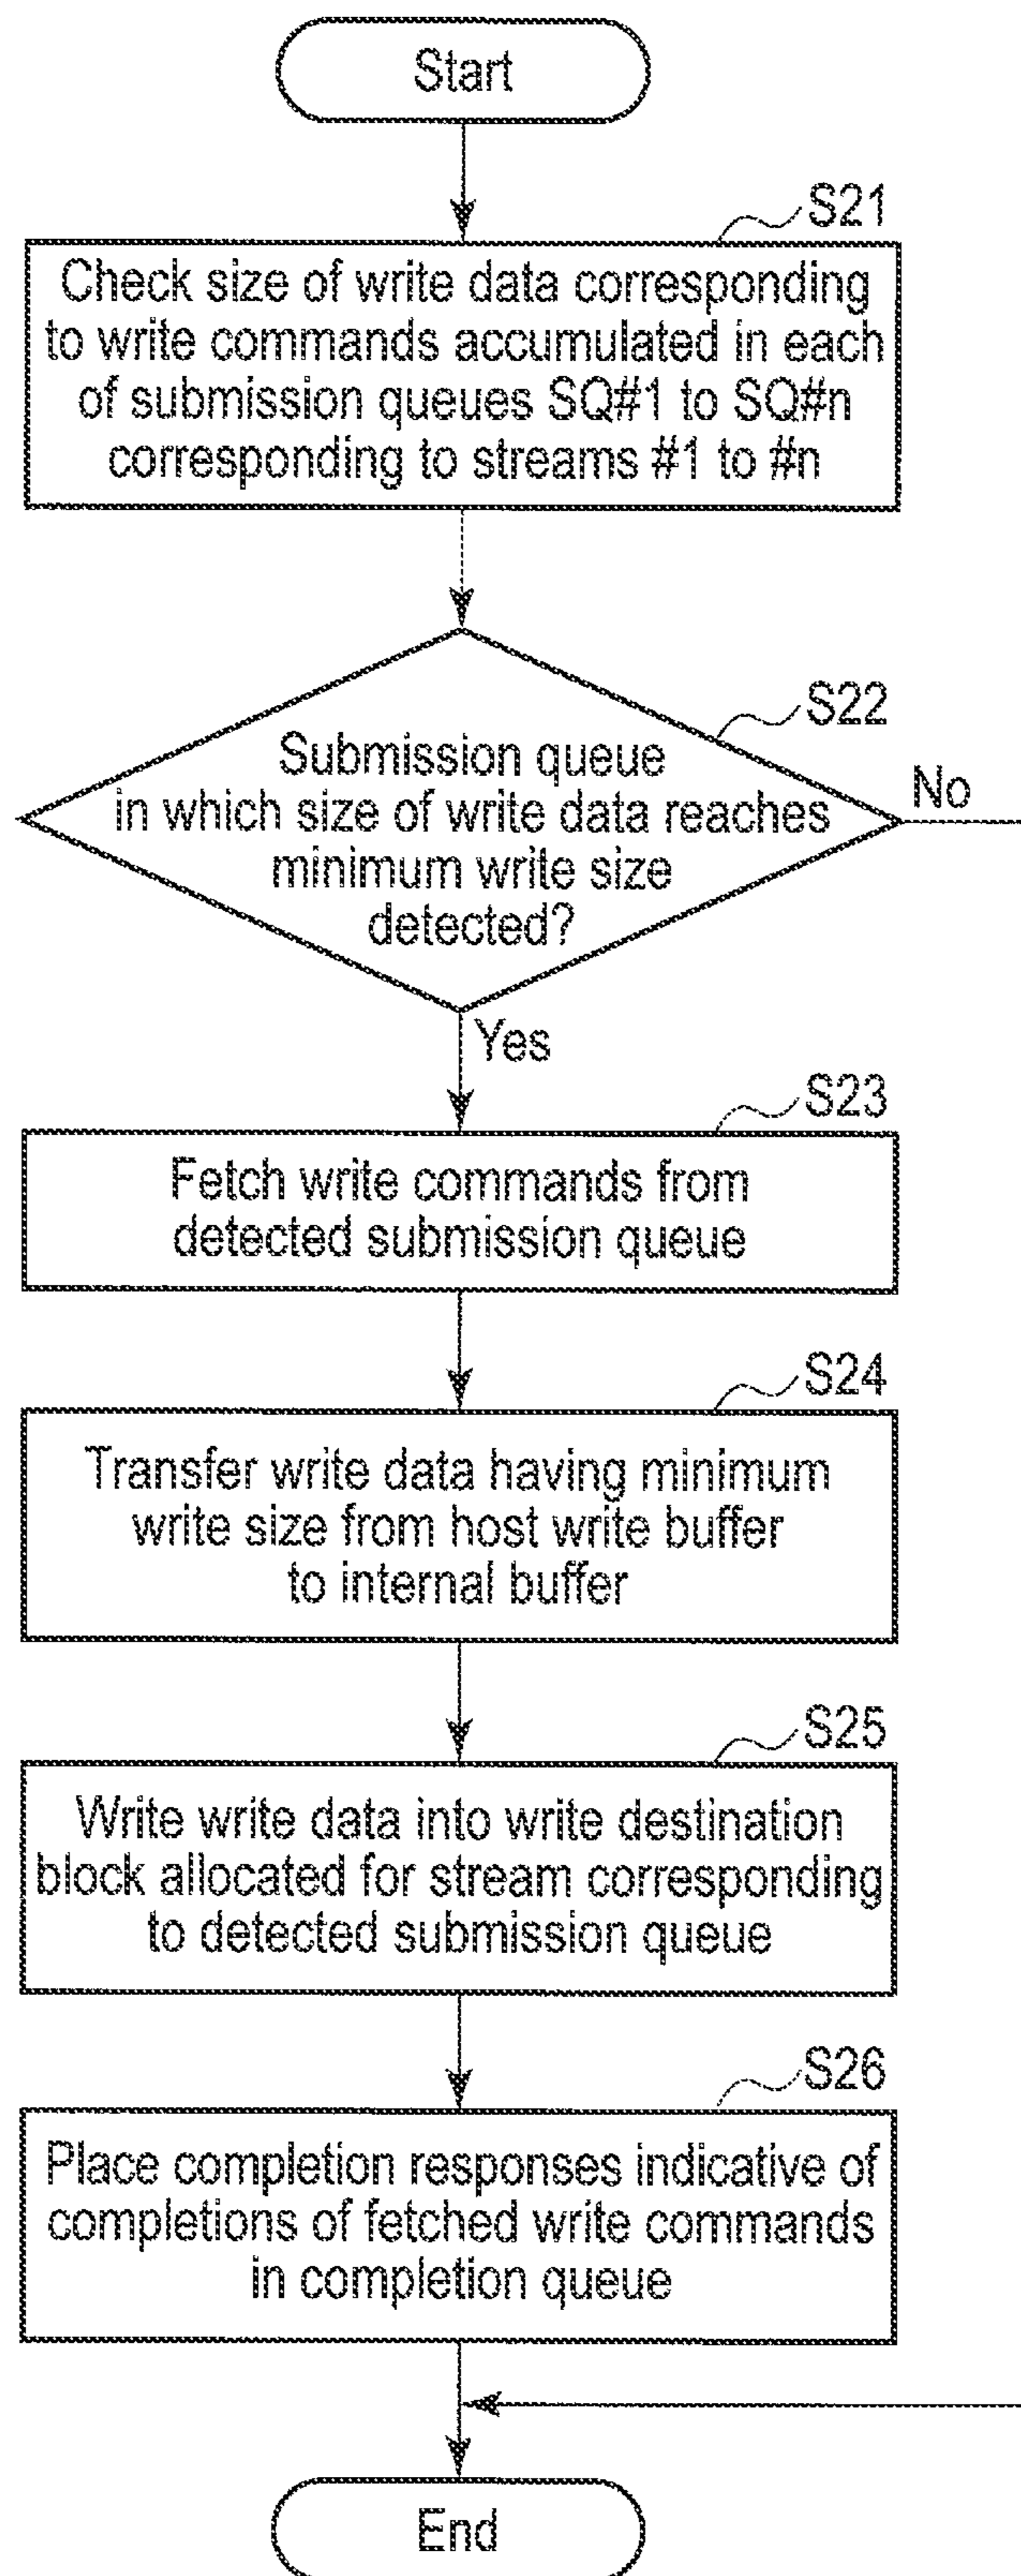 Start
S21
Check size of write data corresponding
to write commands accumulated in each
of submission queues SQ#1 to SQ#n
corresponding to streams #1 to #n
S22
Submission queue
in which size of write data reaches
minimum write size
detected?
No
Yes
S23
Fetch write commands from
detected submission queue
S24
Transfer write data having minimum
write size from host write buffer
to internal buffer
S25
Write write data into write destination
block allocated for stream corresponding
to detected submission queue
S26
Place completion responses indicative of
completions of fetched write commands
in completion queue
End